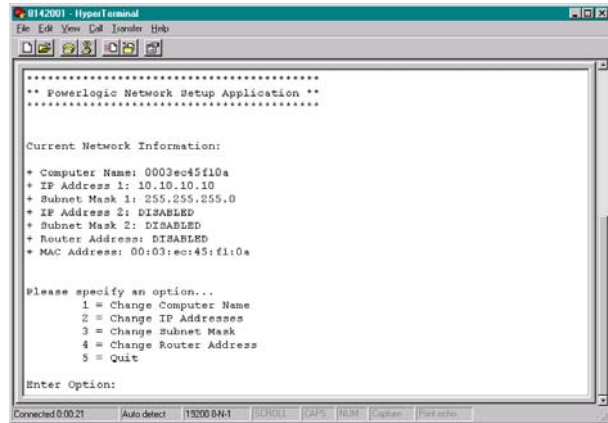 8142001 - HyperTerminal
File Edit View Call Transfer Help
******************************************
** Powerlogic Network Setup Application **
******************************************
Current Network Information:
+ Computer Name: 0003ec45f10a
+ IP Address 1: 10.10.10.10
+ Subnet Mask 1: 255.255.255.0
+ IP Address 2: DISABLED
+ Subnet Mask 2: DISABLED
+ Router Address: DISABLED
+ MAC Address: 00:03:ec:45:f1:0a
Please specify an option...
1 = Change Computer Name
2 = Change IP Addresses
3 = Change Subnet Mask
4 = Change Router Address
5 = Quit
Enter Option:
Connected 0:00:21 Auto detect 19200 8-N-1 SCROLL CAPS NUM Capture Print echo